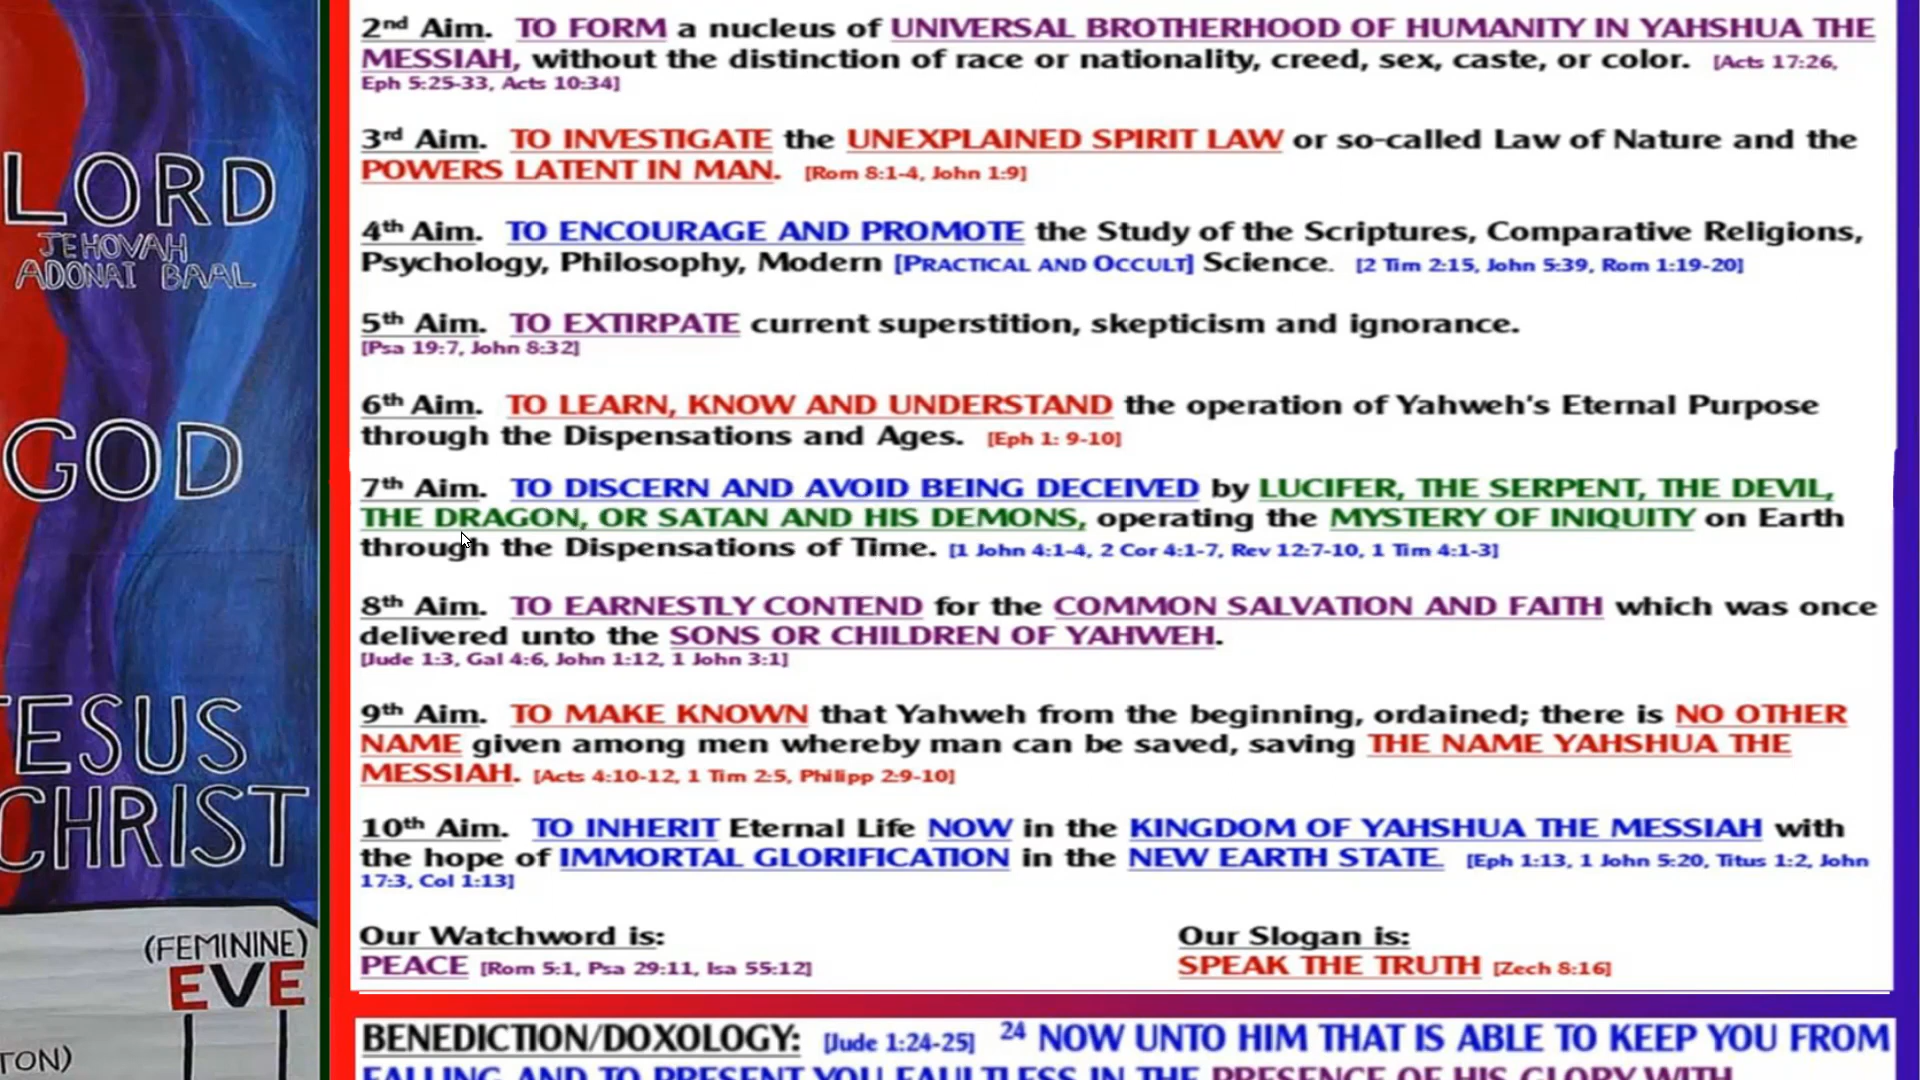 LORD
JEHOVAH
ADONAI BAAL
GOD
ESUS
CHRIST
(FEMININE)
EVE
TON)
2nd Aim. TO FORM a nucleus of UNIVERSAL BROTHERHOOD OF HUMANITY IN YAHSHUA THE
MESSIAH, without the distinction of race or nationality, creed, sex, caste, or color. [Acts 17:26,
Eph 5:25-33, Acts 10:34]
3rd Aim. TO INVESTIGATE the UNEXPLAINED SPIRIT LAW or so-called Law of Nature and the
POWERS LATENT IN MAN. [Rom 8:1-4, John 1:9]
4th Aim. TO ENCOURAGE AND PROMOTE the Study of the Scriptures, Comparative Religions,
Psychology, Philosophy, Modern [PRACTICAL AND OCCULT] Science. [2 Tim 2:15, John 5:39, Rom 1:19-20]
5th Aim. TO EXTIRPATE current superstition, skepticism and ignorance.
[Psa 19:7, John 8:32]
6th Aim. TO LEARN, KNOW AND UNDERSTAND the operation of Yahweh's Eternal Purpose
through the Dispensations and Ages. [Eph 1: 9-10]
7th Aim. TO DISCERN AND AVOID BEING DECEIVED by LUCIFER, THE SERPENT, THE DEVIL,
THE DRAGON, OR SATAN AND HIS DEMONS, operating the MYSTERY OF INIQUITY on Earth
through the Dispensations of Time. [1 John 4:1-4, 2 Cor 4:1-7, Rev 12:7-10, 1 Tim 4:1-3]
8th Aim. TO EARNESTLY CONTEND for the COMMON SALVATION AND FAITH which was once
delivered unto the SONS OR CHILDREN OF YAHWEH.
[Jude 1:3, Gal 4:6, John 1:12, 1 John 3:1]
9th Aim. TO MAKE KNOWN that Yahweh from the beginning, ordained; there is NO OTHER
NAME given among men whereby man can be saved, saving THE NAME YAHSHUA THE
MESSIAH. [Acts 4:10-12, 1 Tim 2:5, Philipp 2:9-10]
10th Aim. TO INHERIT Eternal Life NOW in the KINGDOM OF YAHSHUA THE MESSIAH with
the hope of IMMORTAL GLORIFICATION in the NEW EARTH STATE [Eph 1:13, 1 John 5:20, Titus 1:2, John
17:3, Col 1:13]
Our Watchword is:
PEACE [Rom 5:1, Psa 29:11, Isa 55:12]
Our Slogan is:
SPEAK THE TRUTH [Zech 8:16]
BENEDICTION/DOXOLOGY: [Jude 1:24-25] 24 NOW UNTO HIM THAT IS ABLE TO KEEP YOU FROM
FALLING AND TO PRESENT YOU FAULTLESS IN THE PRESENCE OF HIS GLORY WITH